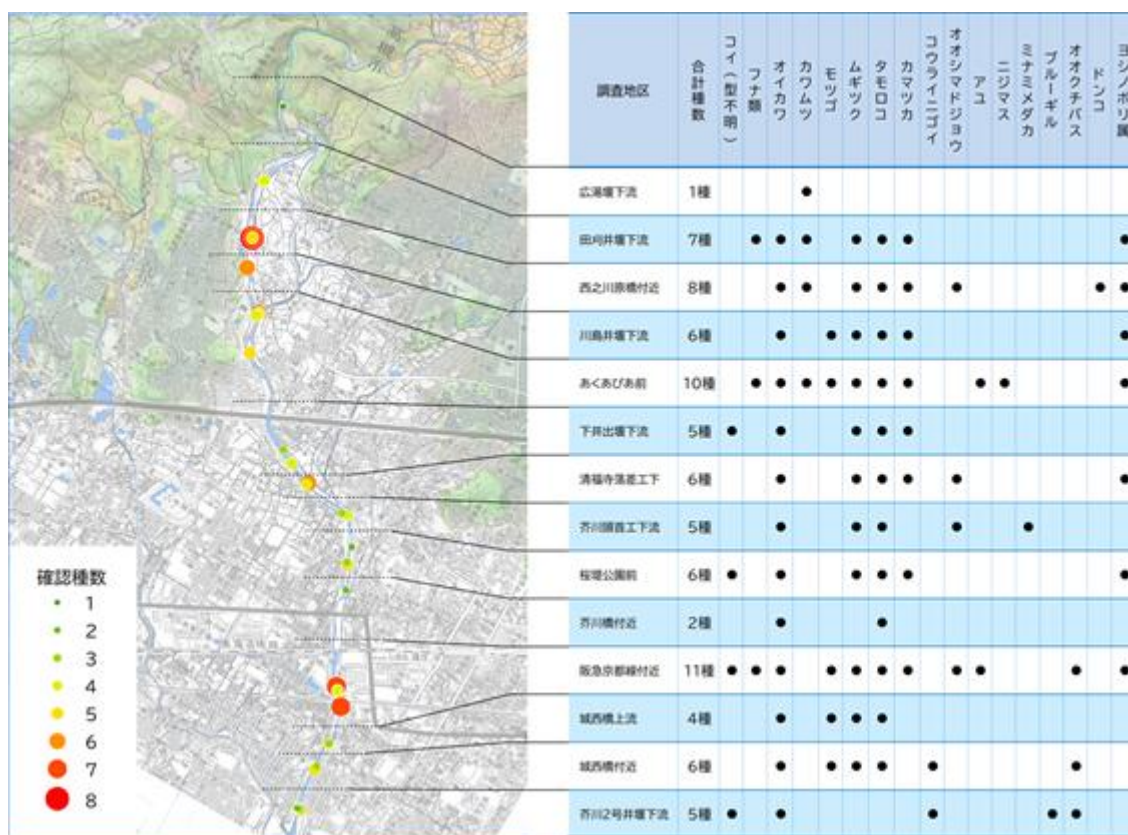 調査地区
合計種数
コイ（型不明）
フナ類
オイカワ
カワムツ
モツゴ
ムギツク
タモロコ
カマツカ
コウライニゴイ
オオシマドジョウ
アユ
ニジマス
ミナミメダカ
ブルーギル
オオクチバス
ドンコ
ヨシノボリ属
広湯堰下流 1種 ●
田刈井堰下流 7種 ● ● ● ● ● ● ●
西之川原橋付近 8種 ● ● ● ● ● ● ● ●
川島井堰下流 6種 ● ● ● ● ● ●
あくあぴあ前 10種 ● ● ● ● ● ● ● ● ● ●
下井出堰下流 5種 ● ● ● ● ●
清福寺落差工下 6種 ● ● ● ● ● ●
芥川頭首工下流 5種 ● ● ● ● ●
桜堤公園前 6種 ● ● ● ● ● ●
芥川橋付近 2種 ● ●
阪急京都線付近 11種 ● ● ● ● ● ● ● ● ● ● ●
城西橋上流 4種 ● ● ● ●
城西橋付近 6種 ● ● ● ● ● ●
芥川2号井堰下流 5種 ● ● ● ● ●
確認種数
1
2
3
4
5
6
7
8